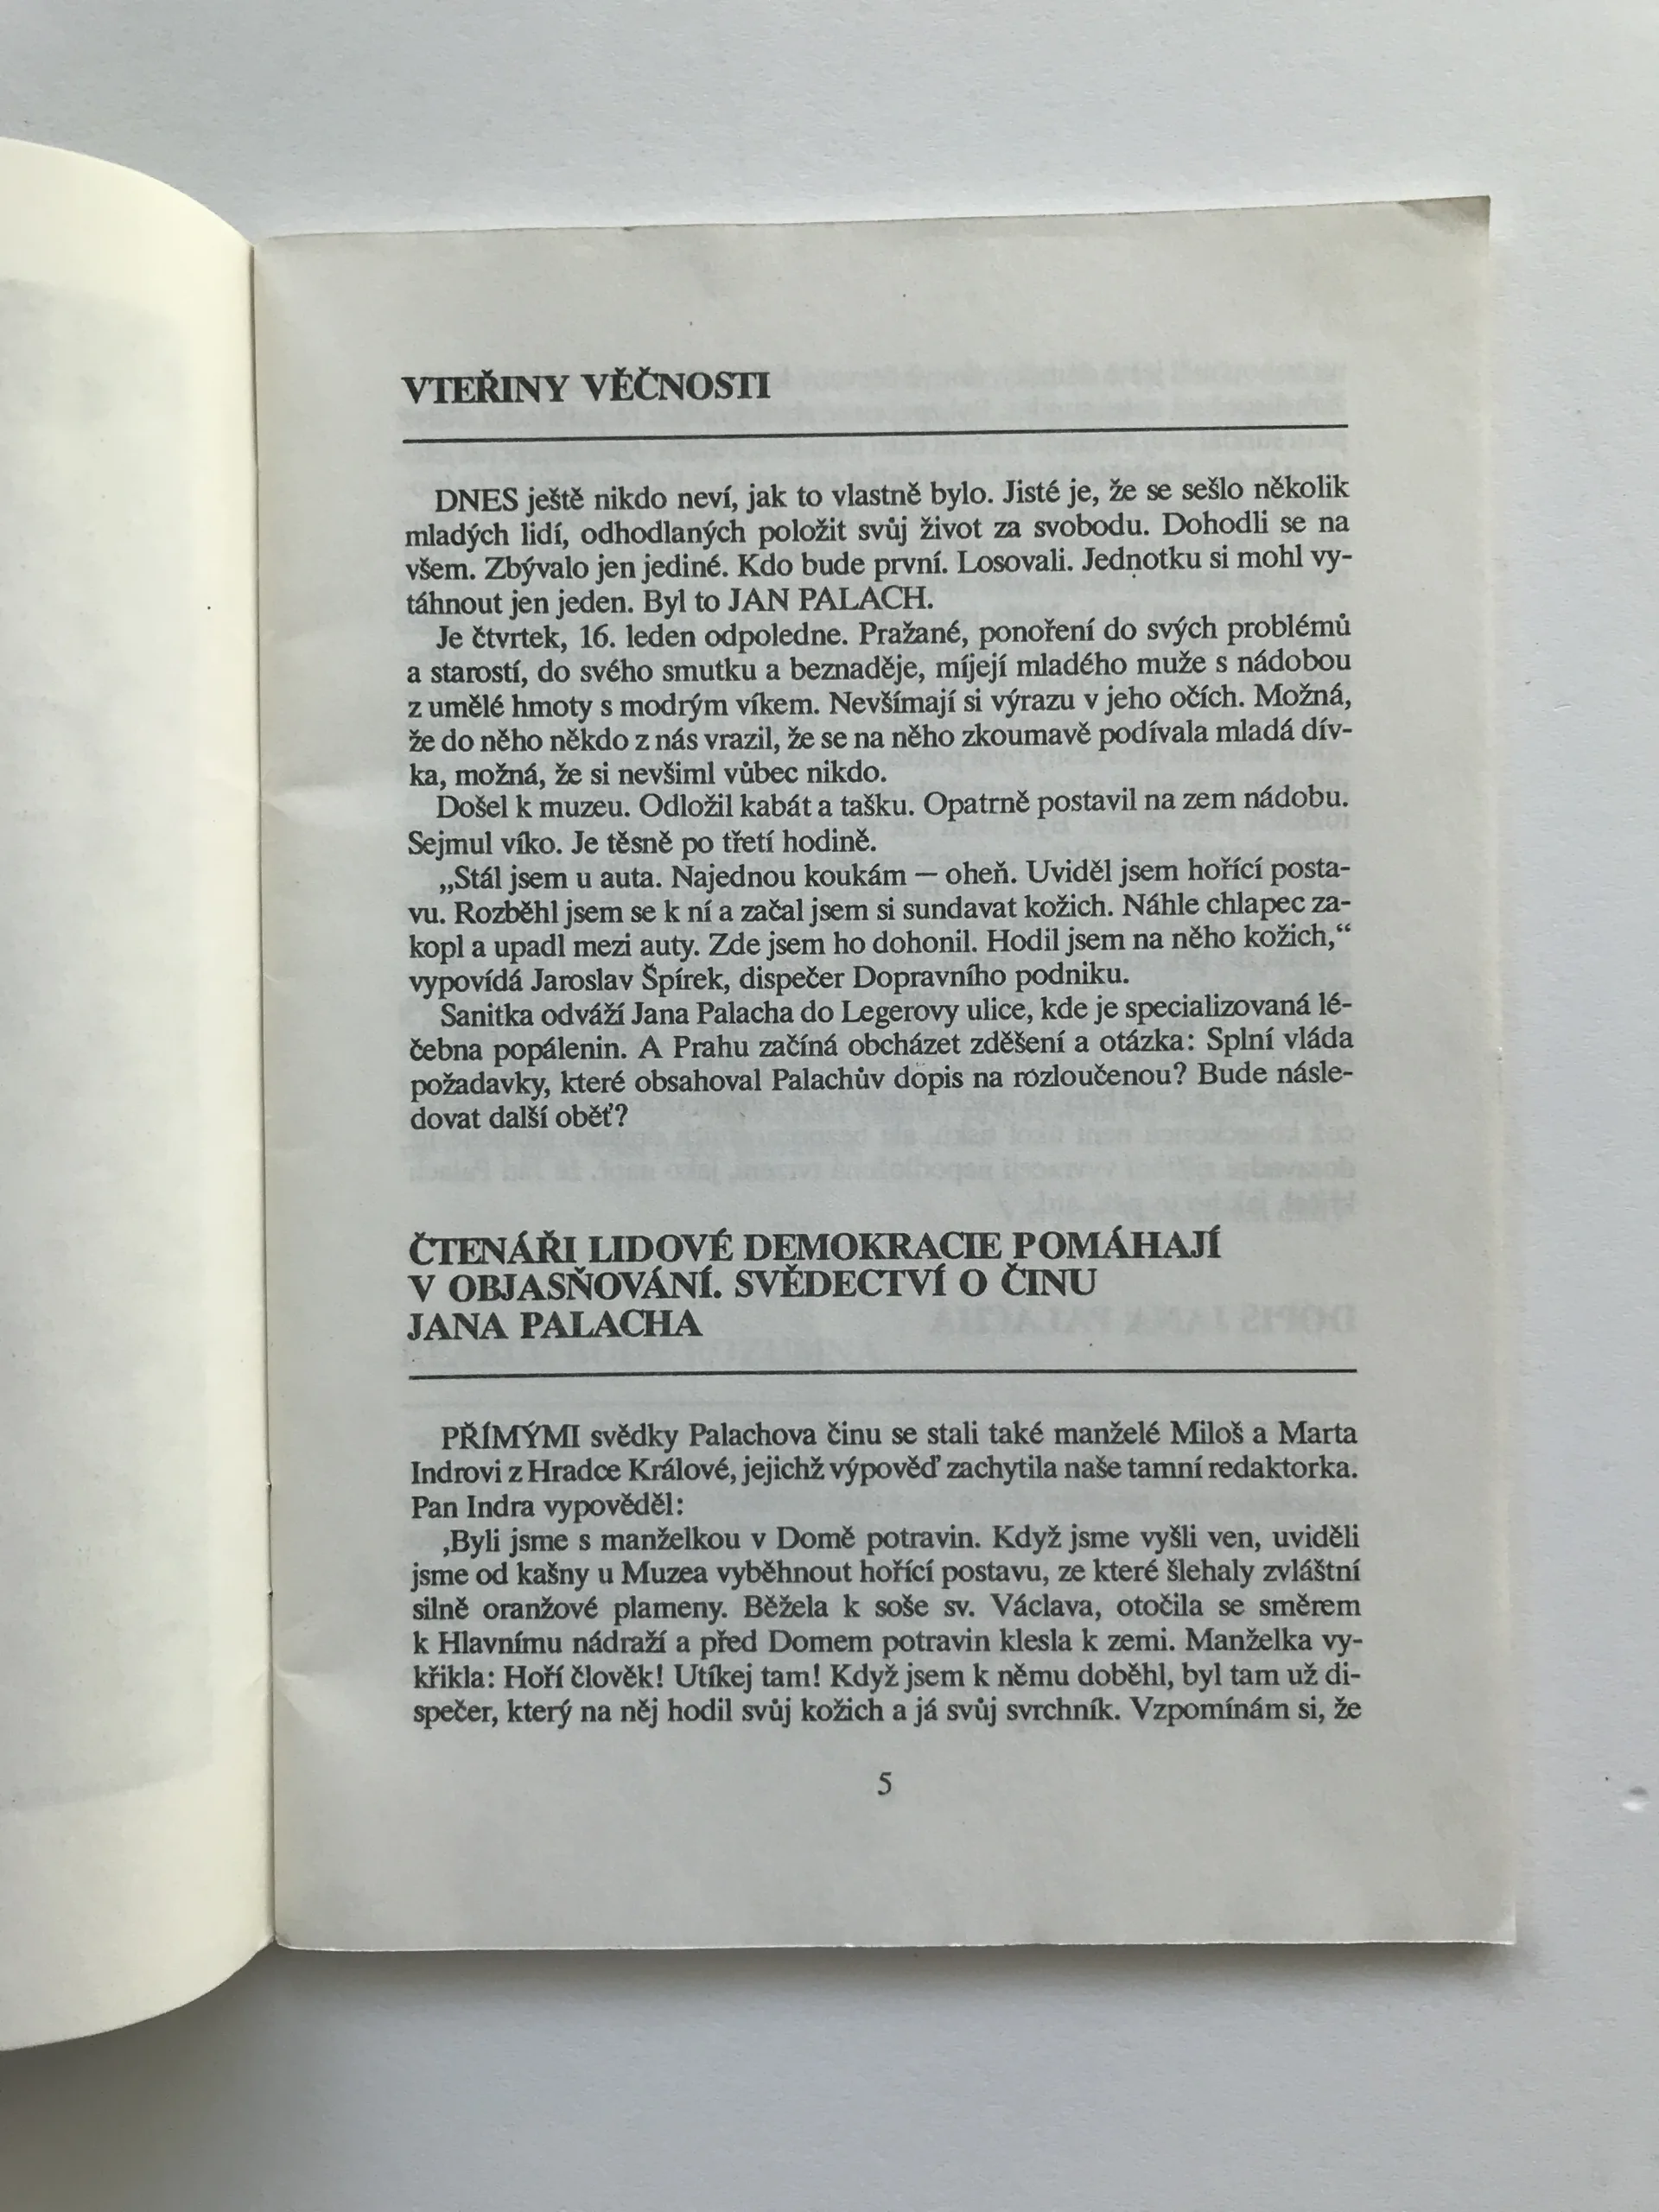 VTEŘINY VĚČNOSTI
DNES ještě nikdo neví, jak to vlastně bylo. Jisté je, že se sešlo několik
mladých lidí, odhodlaných položit svůj život za svobodu. Dohodli se na
všem. Zbývalo jen jediné. Kdo bude první. Losovali. Jednotku si mohl vy-
táhnout jen jeden. Byl to JAN PALACH.
Je čtvrtek, 16. leden odpoledne. Pražané, ponoření do svých problémů
a starostí, do svého smutku a beznaděje, míjejí mladého muže s nádobou
z umělé hmoty s modrým víkem. Nevšímají si výrazu v jeho očích. Možná,
že do něho někdo z nás vrazil, že se na něho zkoumavě podívala mladá dív-
ka, možná, že si nevšiml vůbec nikdo.
Došel k muzeu. Odložil kabát a tašku. Opatrně postavil na zem nádobu.
Sejmul víko. Je těsně po třetí hodině.
„Stál jsem u auta. Najednou koukám — oheň. Uviděl jsem hořící posta-
vu. Rozběhl jsem se k ní a začal jsem si sundavat kožich. Náhle chlapec za-
kopl a upadl mezi auty. Zde jsem ho dohonil. Hodil jsem na něho kožich,“
vypovídá Jaroslav Špírek, dispečer Dopravního podniku.
Sanitka odváží Jana Palacha do Legerovy ulice, kde je specializovaná lé-
čebna popálenin. A Prahu začíná obcházet zděšení a otázka: Splní vláda
požadavky, které obsahoval Palachův dopis na rozloučenou? Bude násle-
dovat další oběť?
ČTENÁŘI LIDOVÉ DEMOKRACIE POMÁHAJÍ
V OBJASŇOVÁNÍ. SVĚDECTVÍ O ČINU
JANA PALACHA
PŘÍMÝMI svědky Palachova činu se stali také manželé Miloš a Marta
Indrovi z Hradce Králové, jejichž výpověď zachytila naše tamní redaktorka.
Pan Indra vypověděl:
‚Byli jsme s manželkou v Domě potravin. Když jsme vyšli ven, uviděli
jsme od kašny u Muzea vyběhnout hořící postavu, ze které šlehaly zvláštní
silně oranžové plameny. Běžela k soše sv. Václava, otočila se směrem
k Hlavnímu nádraží a před Domem potravin klesla k zemi. Manželka vy-
křikla: Hoří člověk! Utíkej tam! Když jsem k němu doběhl, byl tam už di-
spečer, který na něj hodil svůj kožich a já svůj svrchník. Vzpomínám si, že
5